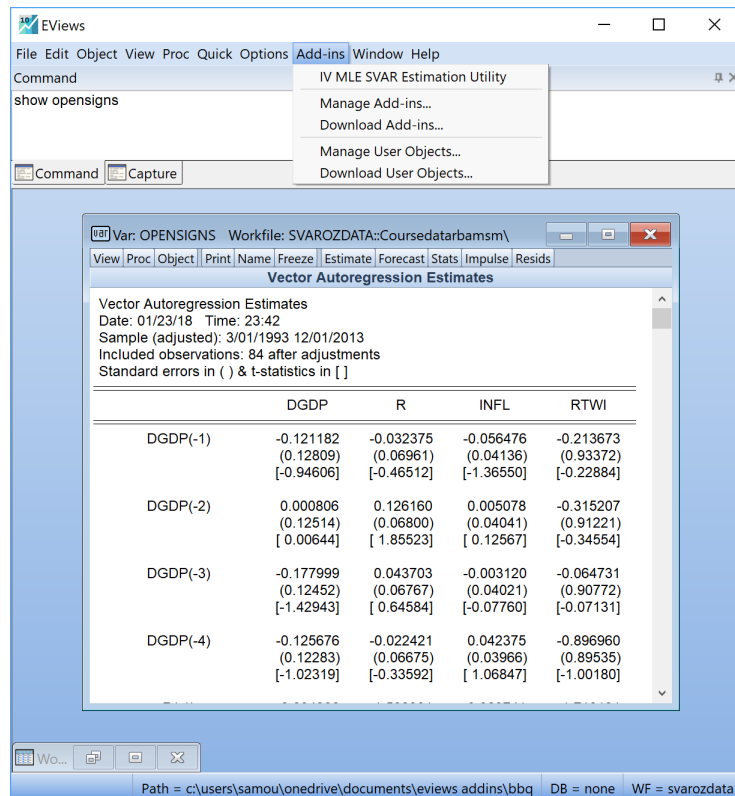 EViews
File Edit Object View Proc Quick Options Add-ins Window Help
Command
show opensigns
IV MLE SVAR Estimation Utility
Manage Add-ins...
Download Add-ins...
Manage User Objects...
Download User Objects...
Command Capture
Var: OPENSIGNS Workfile: SVAROZDATA::Coursedatarbamsm\
View Proc Object Print Name Freeze Estimate Forecast Stats Impulse Resids
Vector Autoregression Estimates
Vector Autoregression Estimates
Date: 01/23/18 Time: 23:42
Sample (adjusted): 3/01/1993 12/01/2013
Included observations: 84 after adjustments
Standard errors in ( ) & t-statistics in [ ]
DGDP R INFL RTWI
DGDP(-1) -0.121182 -0.032375 -0.056476 -0.213673
(0.12809) (0.06961) (0.04136) (0.93372)
[-0.94606] [-0.46512] [-1.36550] [-0.22884]
DGDP(-2) 0.000806 0.126160 0.005078 -0.315207
(0.12514) (0.06800) (0.04041) (0.91221)
[ 0.00644] [ 1.85523] [ 0.12567] [-0.34554]
DGDP(-3) -0.177999 0.043703 -0.003120 -0.064731
(0.12452) (0.06767) (0.04021) (0.90772)
[-1.42943] [ 0.64584] [-0.07760] [-0.07131]
DGDP(-4) -0.125676 -0.022421 0.042375 -0.896960
(0.12283) (0.06675) (0.03966) (0.89535)
[-1.02319] [-0.33592] [ 1.06847] [-1.00180]
Wo...
Path = c:\users\samou\onedrive\documents\eviews addins\bbq DB = none WF = svarozdata